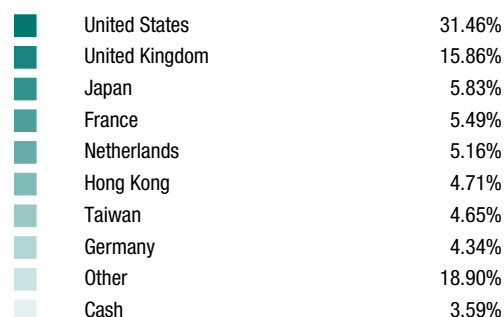 United States 31.46%
United Kingdom 15.86%
Japan 5.83%
France 5.49%
Netherlands 5.16%
Hong Kong 4.71%
Taiwan 4.65%
Germany 4.34%
Other 18.90%
Cash 3.59%